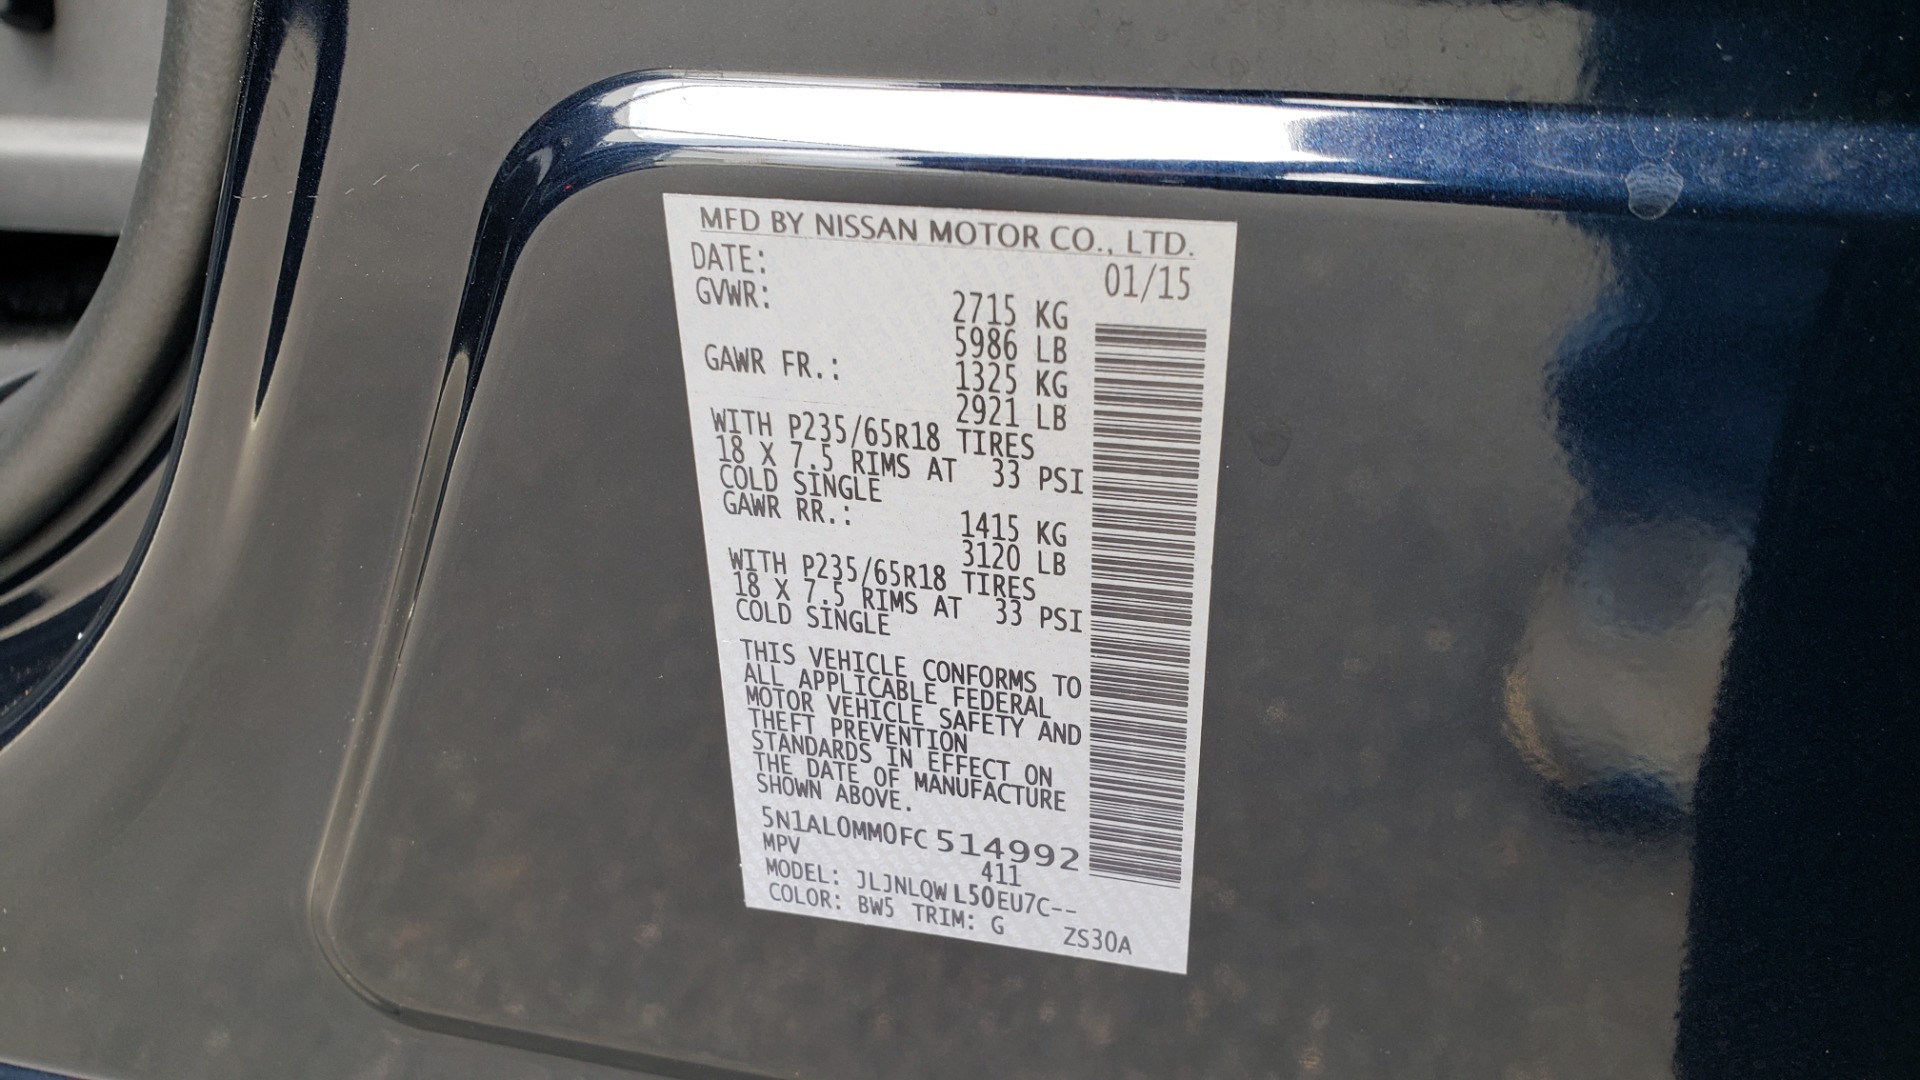 MFD BY NISSAN MOTOR CO., LTD.
DATE: 01/15
GVWR: 2715 KG
5986 LB
GAWR FR.: 1325 KG
2921 LB
WITH P235/65R18 TIRES
18 X 7.5 RIMS AT 33 PSI
COLD SINGLE
GAWR RR.: 1415 KG
3120 LB
WITH P235/65R18 TIRES
18 X 7.5 RIMS AT 33 PSI
COLD SINGLE
THIS VEHICLE CONFORMS TO
ALL APPLICABLE FEDERAL
MOTOR VEHICLE SAFETY AND
THEFT PREVENTION
STANDARDS IN EFFECT ON
THE DATE OF MANUFACTURE
SHOWN ABOVE.
5N1AL0MM0FC 514992
MPV 411
MODEL: JLJNLQW L50EU7C--
COLOR: BW5 TRIM: G ZS30A